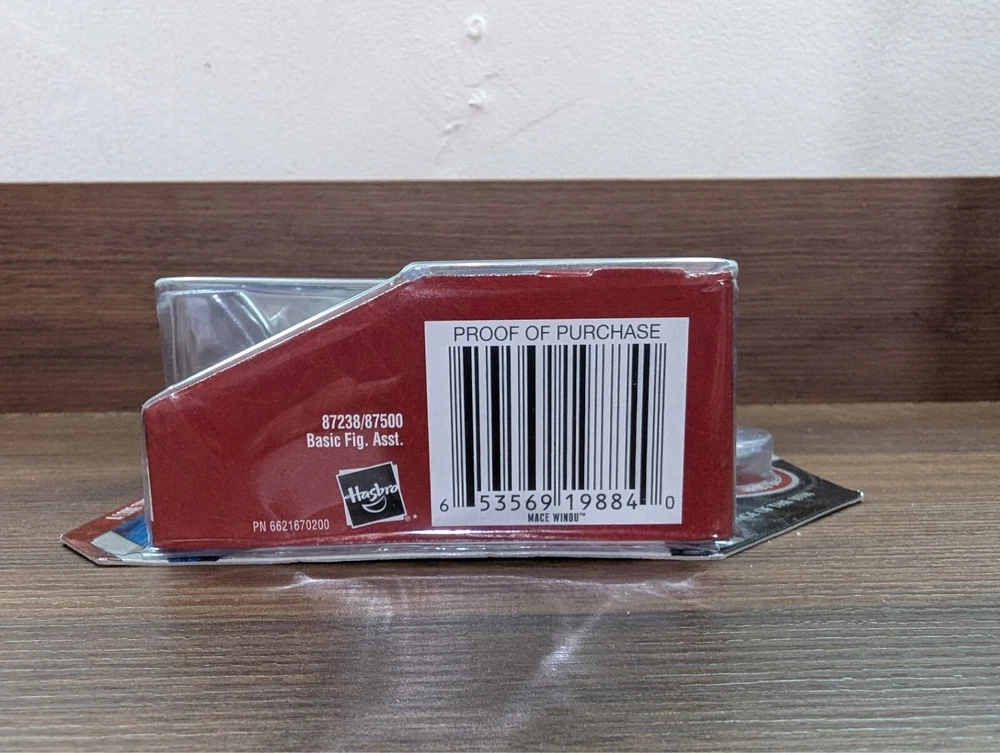 PROOF OF PURCHASE
87238/87500
Basic Fig. Asst.
Hasbro
PN 6621670200
6 53569 19884 0
MACE WINDU™